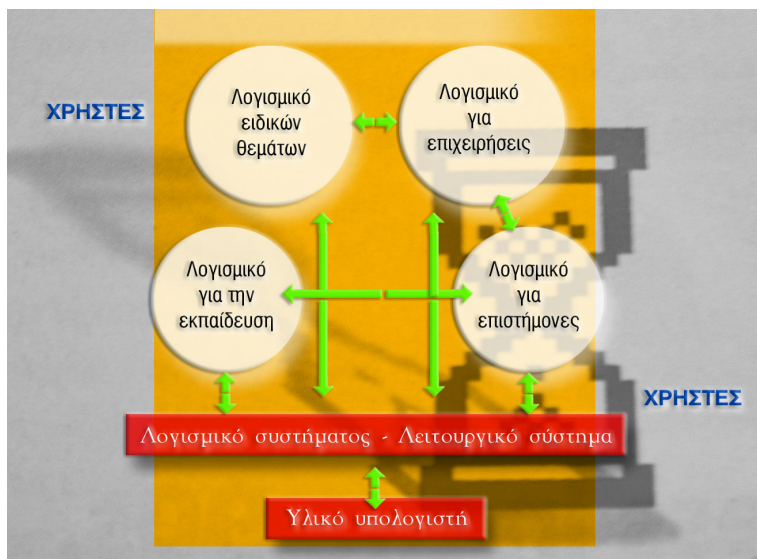 ΧΡΗΣΤΕΣ
Λογισμικό
ειδικών
θεμάτων
Λογισμικό
για
επιχειρήσεις
Λογισμικό
για την
εκπαίδευση
Λογισμικό
για
επιστήμονες
ΧΡΗΣΤΕΣ
Λογισμικό συστήματος - Λειτουργικό σύστημα
Υλικό υπολογιστή